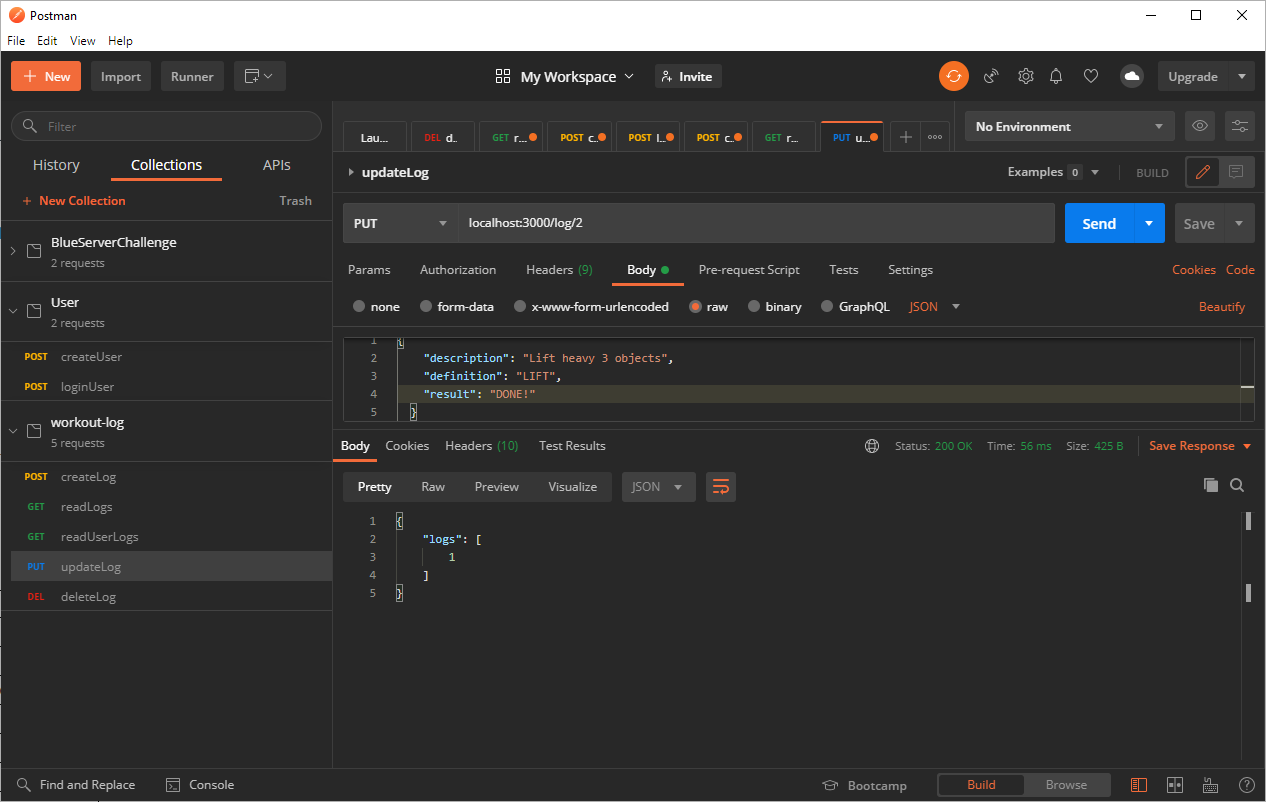 Postman
File Edit View Help
New Import Runner My Workspace Invite Upgrade
Filter
History Collections APIs
+ New Collection Trash
BlueServerChallenge
2 requests
User
2 requests
POST createUser
POST loginUser
workout-log
5 requests
POST createLog
GET readLogs
GET readUserLogs
PUT updateLog
DEL deleteLog
Lau... DEL d.. GET r... POST c.. POST l... POST c.. GET r... PUT u... + ooo
No Environment
updateLog Examples 0 BUILD
PUT localhost:3000/log/2 Send Save
Params Authorization Headers (9) Body Pre-request Script Tests Settings Cookies Code
none form-data x-www-form-urlencoded raw binary GraphQL JSON Beautify
1 {
2 "description": "Lift heavy 3 objects",
3 "definition": "LIFT",
4 "result": "DONE!"
5 }
Body Cookies Headers (10) Test Results Status: 200 OK Time: 56 ms Size: 425 B Save Response
Pretty Raw Preview Visualize JSON
1 {
2 "logs": [
3 1
4 ]
5 }
Find and Replace Console Bootcamp Build Browse